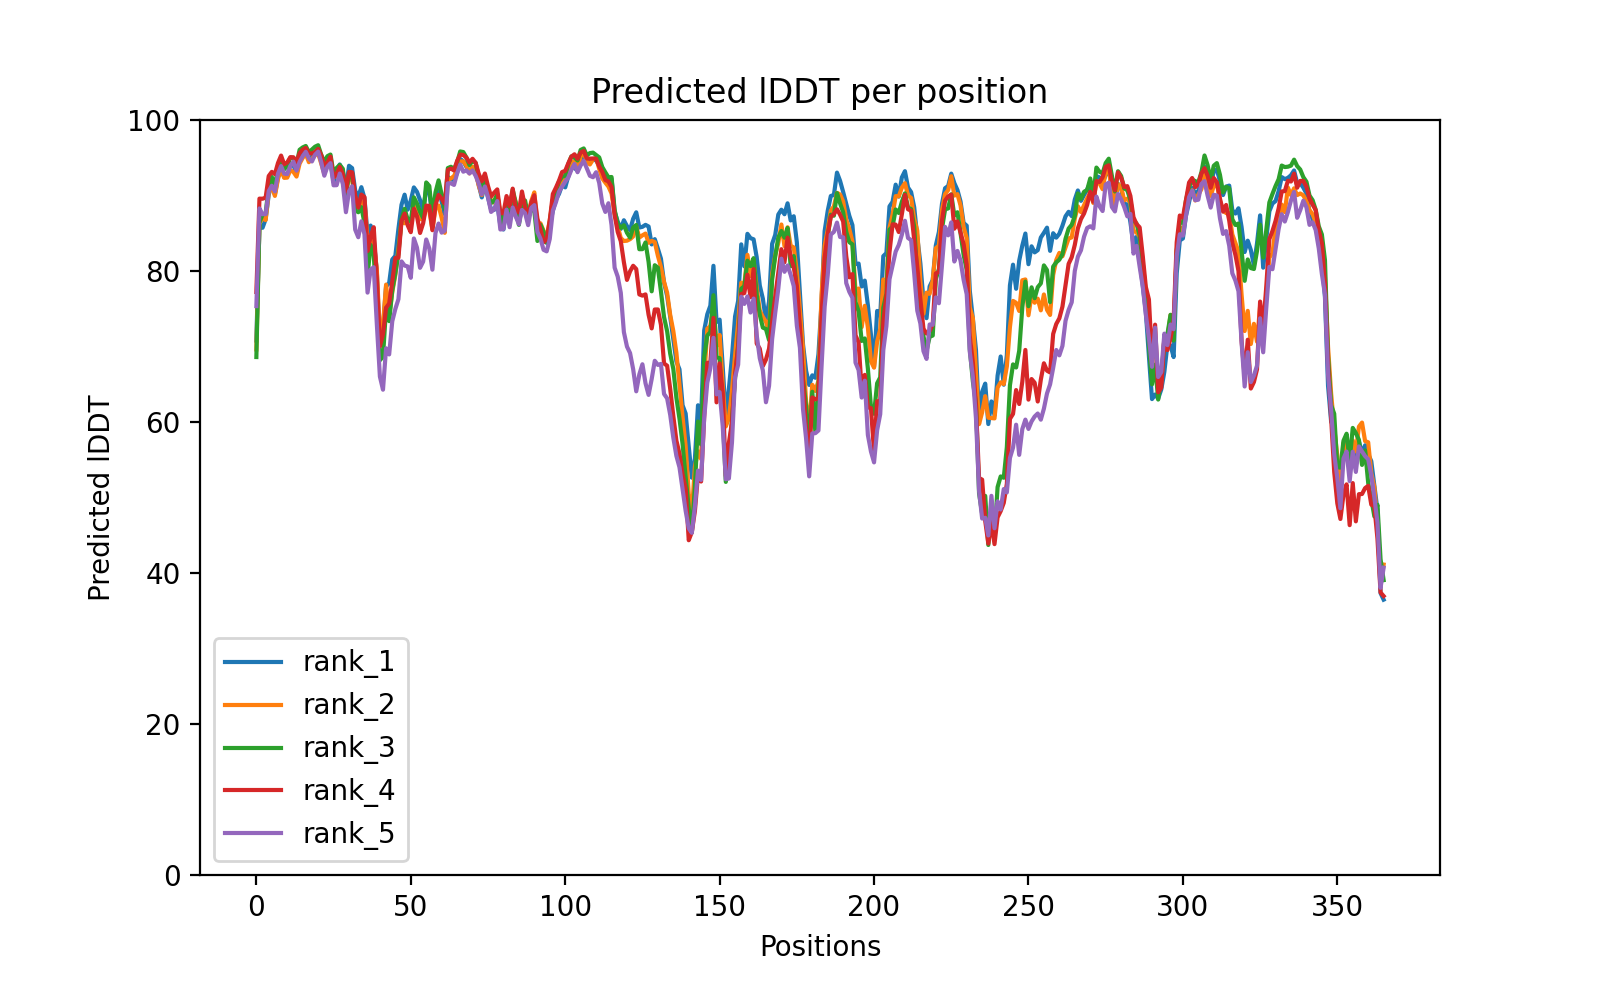 Predicted lDDT per position
100
80
60
40
20
0
Predicted lDDT
rank_1
rank_2
rank_3
rank_4
rank_5
0 50 100 150 200 250 300 350
Positions